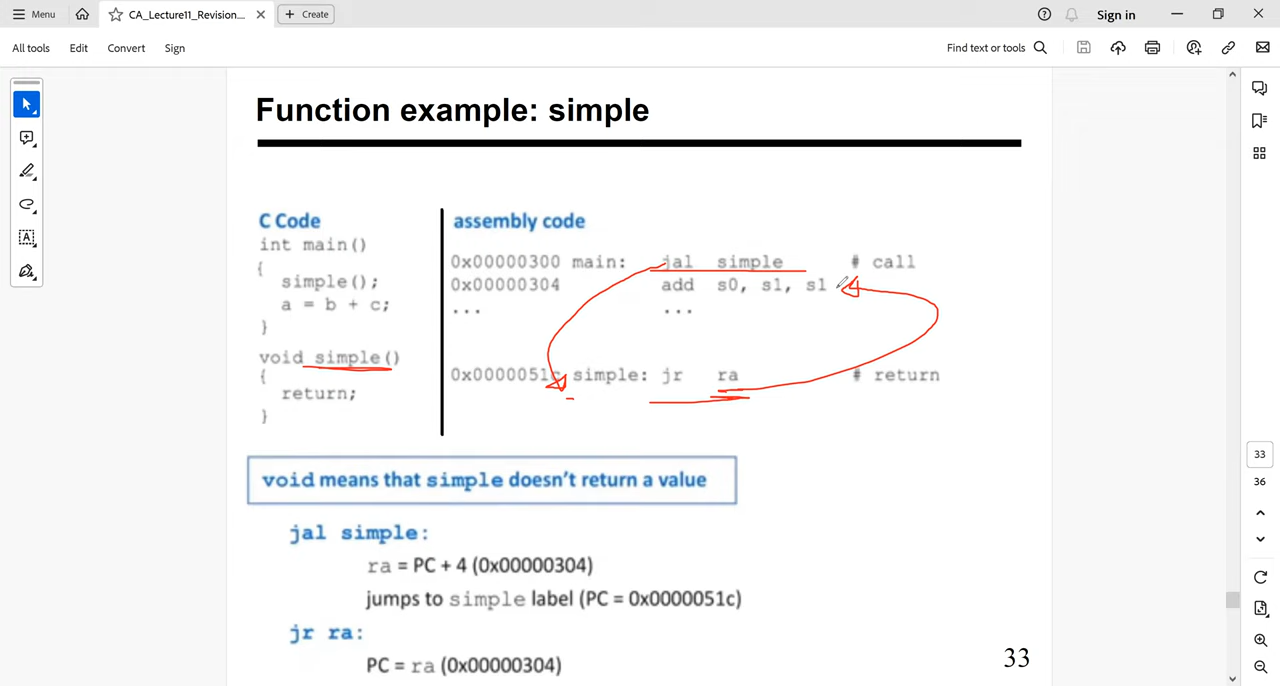 Menu CA_Lecture11_Revision... Create Sign in
All tools Edit Convert Sign Find text or tools
Function example: simple
C Code
int main()
{
simple();
a = b + c;
}
void simple()
{
return;
}
assembly code
0x00000300 main: jal simple # call
0x00000304 add s0, s1, s1
... ...
0x0000051c simple: jr ra # return
void means that simple doesn't return a value
jal simple:
ra = PC + 4 (0x00000304)
jumps to simple label (PC = 0x0000051c)
jr ra:
PC = ra (0x00000304)
33
33
36